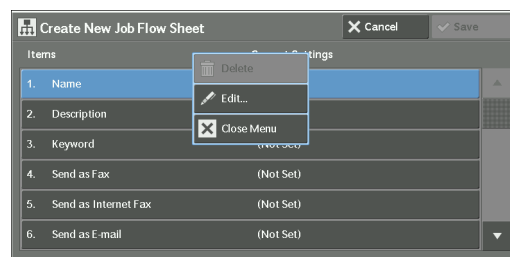 Create New Job Flow Sheet
Cancel
Save
Items
Settings
Delete
1. Name
Edit...
2. Description
Close Menu
3. Keyword (Not Set)
4. Send as Fax (Not Set)
5. Send as Internet Fax (Not Set)
6. Send as E-mail (Not Set)